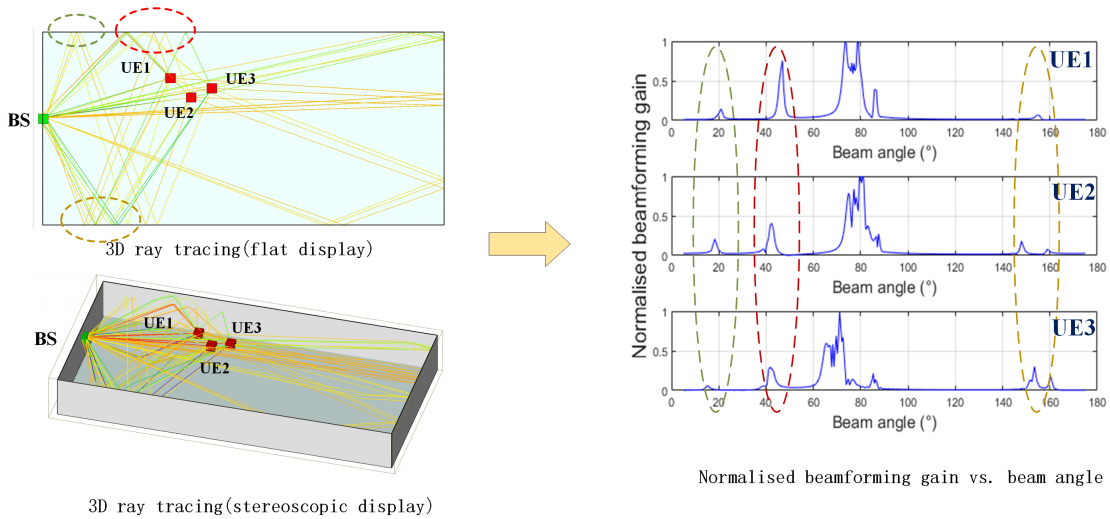 UE1
UE3
UE2
BS
3D ray tracing(flat display)
BS
UE1
UE3
UE2
3D ray tracing(stereoscopic display)
Normalised beamforming gain
1
0.5
0
UE1
0 20 40 60 80 100 120 140 160 180
Beam angle (°)
1
0.5
0
UE2
0 20 40 60 80 100 120 140 160 180
Beam angle (°)
1
0.5
0
UE3
0 20 40 60 80 100 120 140 160 180
Beam angle (°)
Normalised beamforming gain vs. beam angle